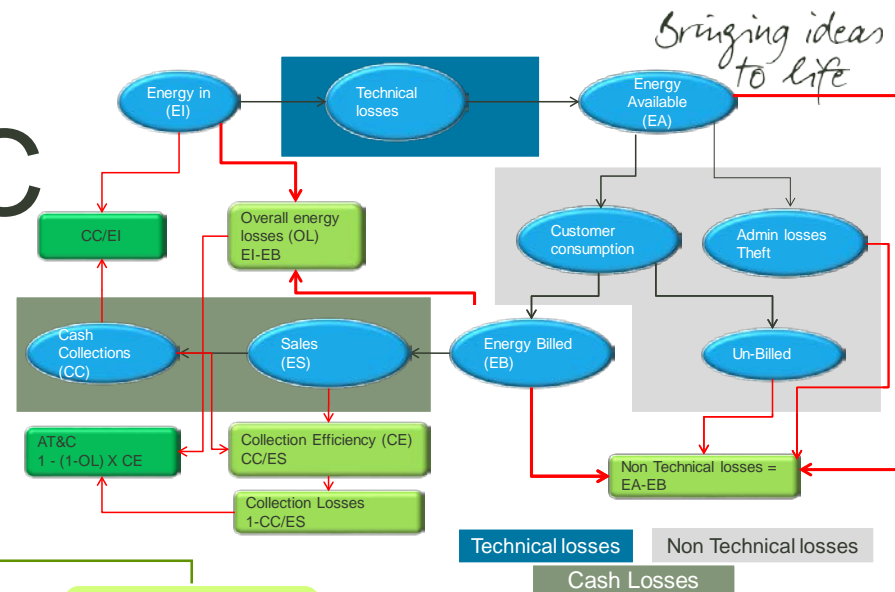 Bringing ideas
to life
C
Energy in
(EI)
Technical
losses
Energy
Available
(EA)
CC/EI
Overall energy
losses (OL)
EI-EB
Customer
consumption
Admin losses
Theft
Cash
Collections
(CC)
Sales
(ES)
Energy Billed
(EB)
Un-Billed
AT&C
1 - (1-OL) X CE
Collection Efficiency (CE)
CC/ES
Non Technical losses =
EA-EB
Collection Losses
1-CC/ES
Technical losses
Non Technical losses
Cash Losses